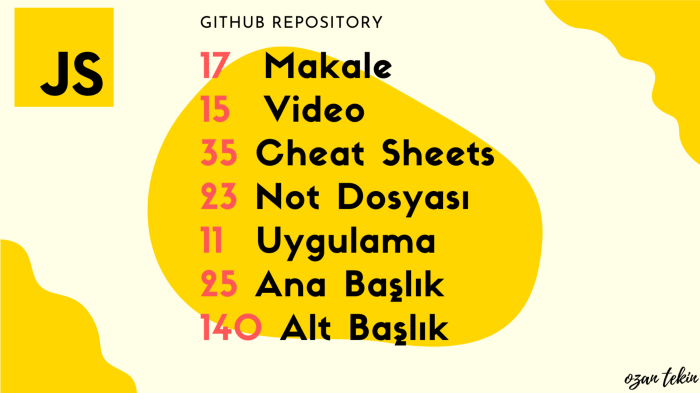 JS
GITHUB REPOSITORY
17 Makale
15 Video
35 Cheat Sheets
23 Not Dosyası
11 Uygulama
25 Ana Başlık
140 Alt Başlık
ozan tekin